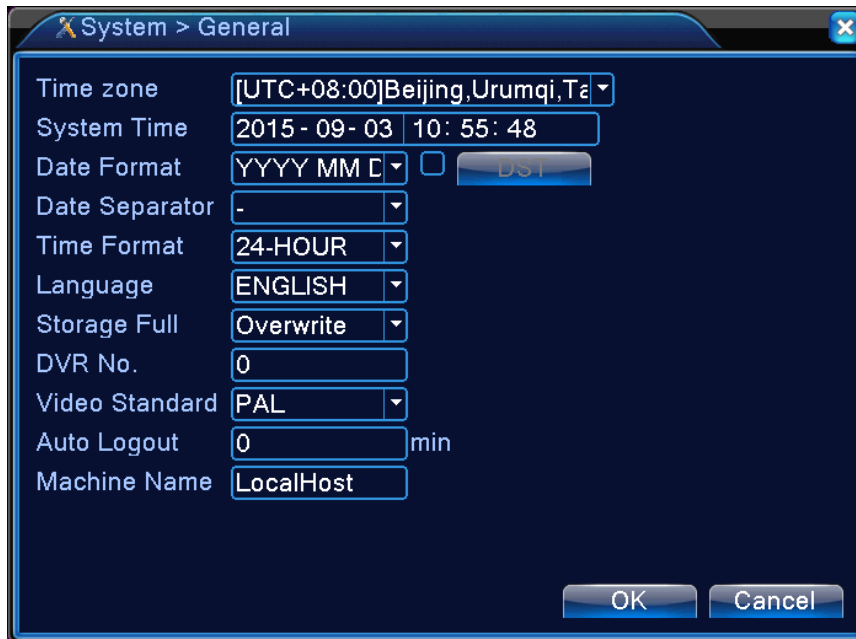 System > General
Time zone [UTC+08:00]Beijing,Urumqi,Ta
System Time 2015-09-03 10:55:48
Date Format YYYY MM D DST
Date Separator -
Time Format 24-HOUR
Language ENGLISH
Storage Full Overwrite
DVR No. 0
Video Standard PAL
Auto Logout 0 min
Machine Name LocalHost
OK Cancel